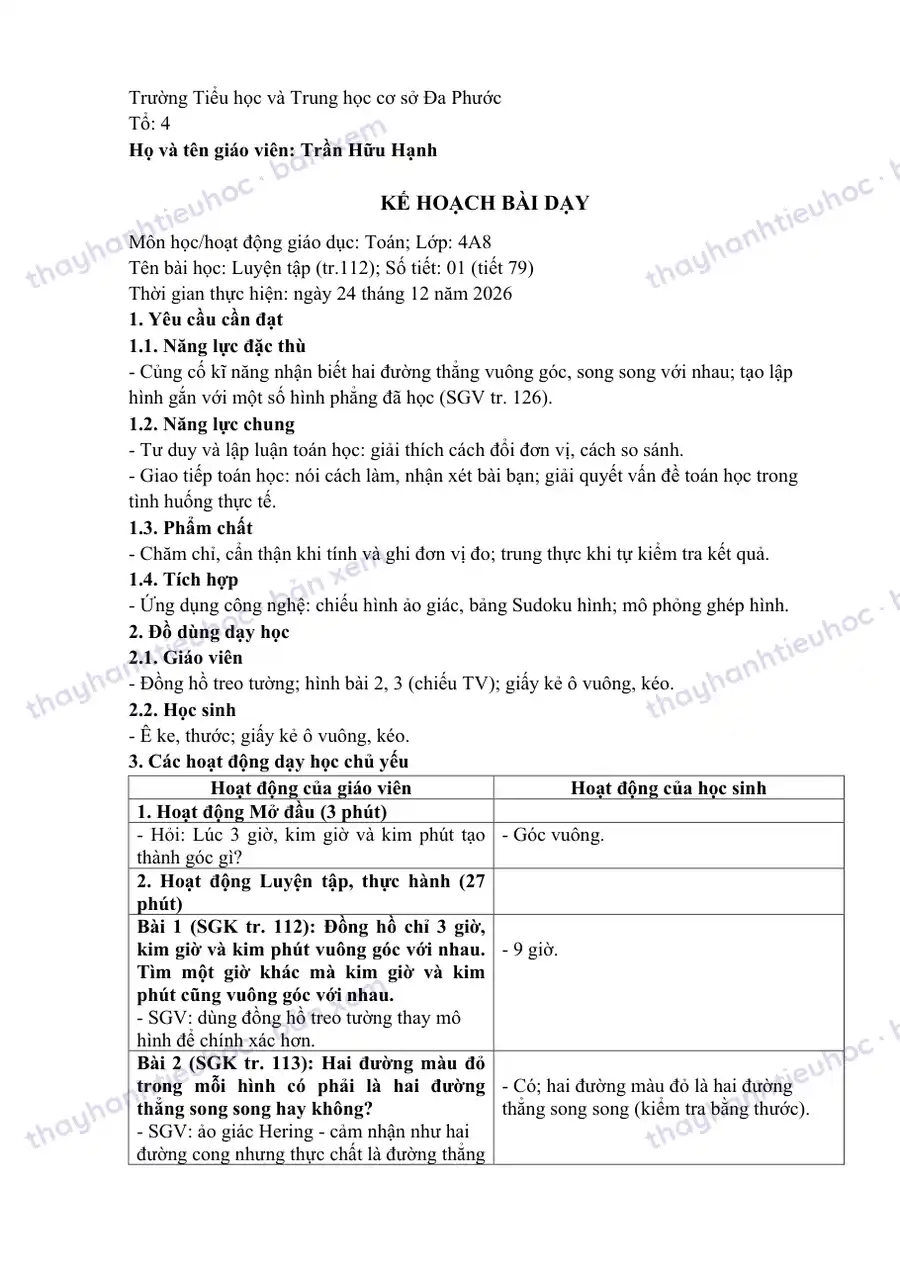 Trường Tiểu học và Trung học cơ sở Đa Phước
Tổ: 4
Họ và tên giáo viên: Trần Hữu Hạnh
KẾ HOẠCH BÀI DẠY
Môn học/hoạt động giáo dục: Toán; Lớp: 4A8
Tên bài học: Luyện tập (tr.112); Số tiết: 01 (tiết 79)
Thời gian thực hiện: ngày 24 tháng 12 năm 2026
1. Yêu cầu cần đạt
1.1. Năng lực đặc thù
- Củng cố kĩ năng nhận biết hai đường thẳng vuông góc, song song với nhau; tạo lập
hình gắn với một số hình phẳng đã học (SGV tr. 126).
1.2. Năng lực chung
- Tư duy và lập luận toán học: giải thích cách đổi đơn vị, cách so sánh.
- Giao tiếp toán học: nói cách làm, nhận xét bài bạn; giải quyết vấn đề toán học trong
tình huống thực tế.
1.3. Phẩm chất
- Chăm chỉ, cẩn thận khi tính và ghi đơn vị đo; trung thực khi tự kiểm tra kết quả.
1.4. Tích hợp
- Ứng dụng công nghệ: chiếu hình ảo giác, bảng Sudoku hình; mô phỏng ghép hình.
2. Đồ dùng dạy học
2.1. Giáo viên
- Đồng hồ treo tường; hình bài 2, 3 (chiếu TV); giấy kẻ ô vuông, kéo.
2.2. Học sinh
- Ê ke, thước; giấy kẻ ô vuông, kéo.
3. Các hoạt động dạy học chủ yếu
Hoạt động của giáo viên
Hoạt động của học sinh
1. Hoạt động Mở đầu (3 phút)
- Hỏi: Lúc 3 giờ, kim giờ và kim phút tạo
thành góc gì?
- Góc vuông.
2. Hoạt động Luyện tập, thực hành (27
phút)
Bài 1 (SGK tr. 112): Đồng hồ chỉ 3 giờ,
kim giờ và kim phút vuông góc với nhau.
Tìm một giờ khác mà kim giờ và kim
phút cũng vuông góc với nhau.
- SGV: dùng đồng hồ treo tường thay mô
hình để chính xác hơn.
- 9 giờ.
Bài 2 (SGK tr. 113): Hai đường màu đỏ
trong mỗi hình có phải là hai đường
thẳng song song hay không?
- SGV: ảo giác Hering - cảm nhận như hai
đường cong nhưng thực chất là đường thẳng
- Có; hai đường màu đỏ là hai đường
thẳng song song (kiểm tra bằng thước).
thayhanhtieuhoc · bản xem
thayhanhtieuhoc · b
thayhanhtieuhoc · bản xem
thayhanhtieuhoc · b
thayhanhtieuhoc · bản xem
thayhanhtieuhoc · b